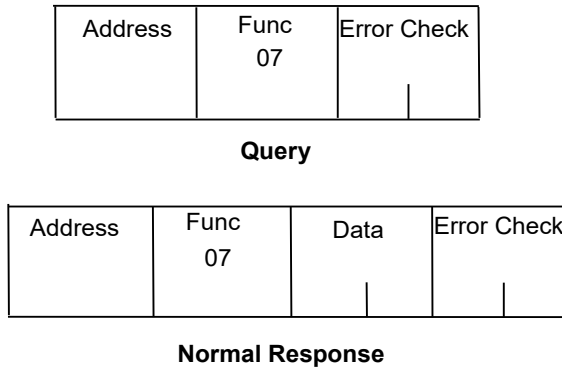 Address Func Error Check
07
Query
Address Func Data Error Check
07
Normal Response